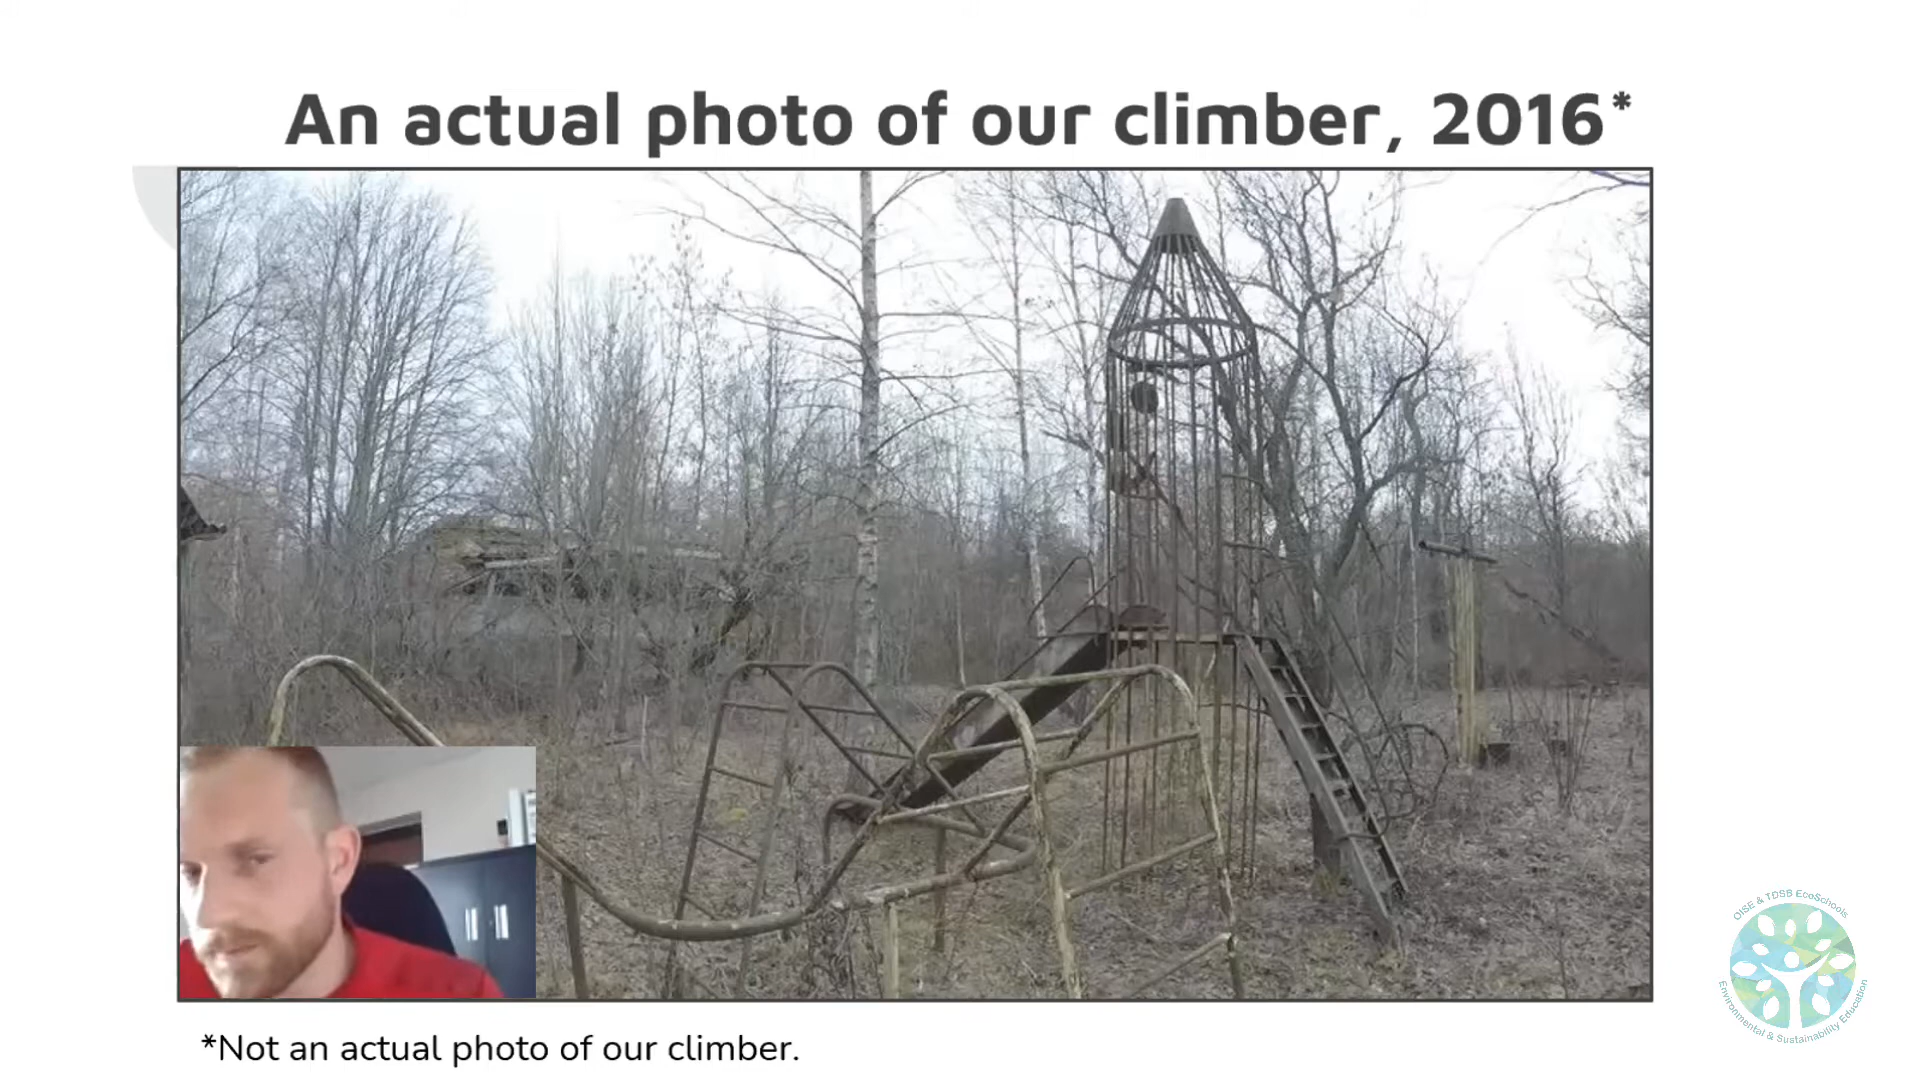 An actual photo of our climber, 2016*
*Not an actual photo of our climber.
OISE & TDSB EcoSchools
Environmental & Sustainability Education